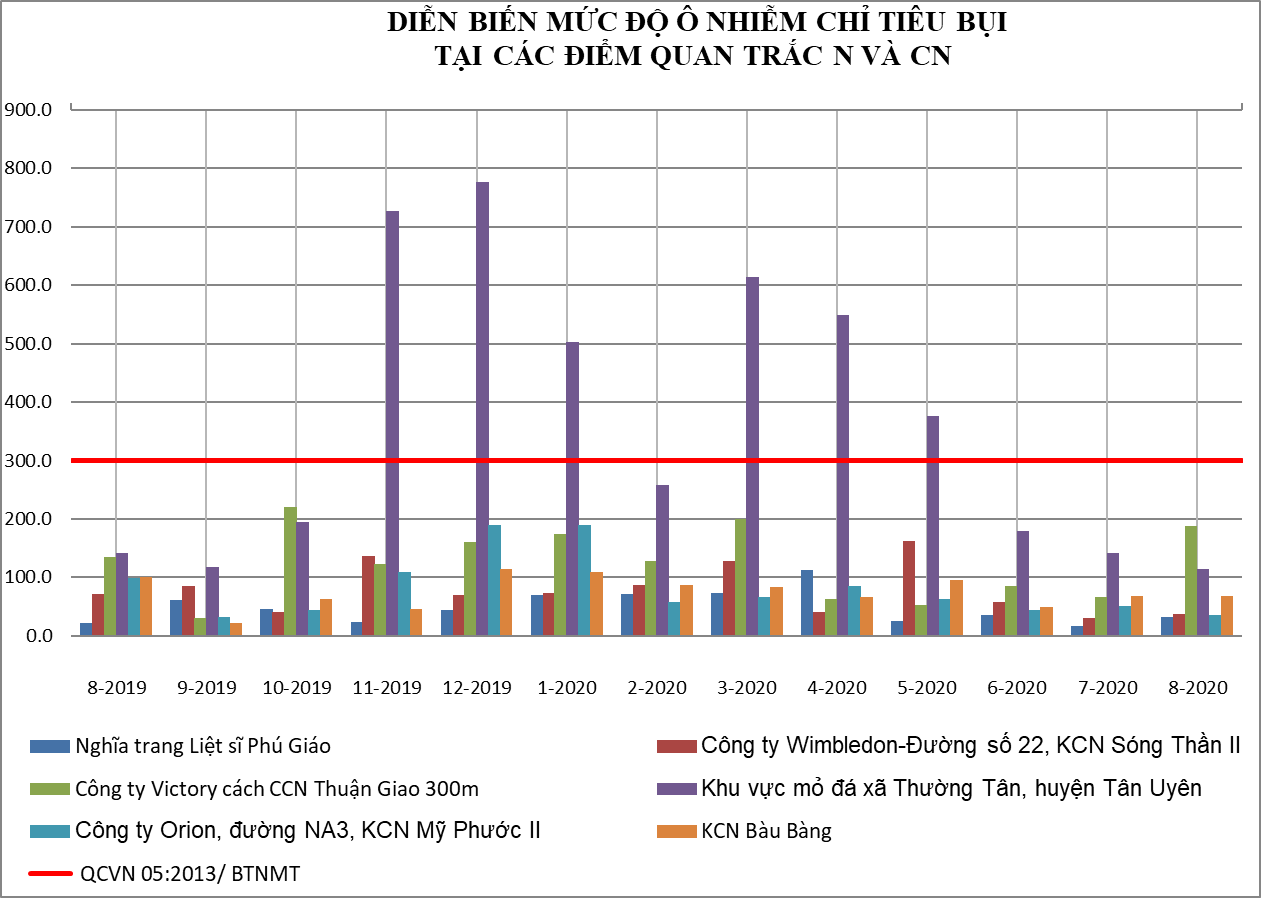 DIỄN BIẾN MỨC ĐỘ Ô NHIỄM CHỈ TIÊU BỤI
TẠI CÁC ĐIỂM QUAN TRẮC N VÀ CN
900.0
800.0
700.0
600.0
500.0
400.0
300.0
200.0
100.0
0.0
8-2019 9-2019 10-2019 11-2019 12-2019 1-2020 2-2020 3-2020 4-2020 5-2020 6-2020 7-2020 8-2020
Nghĩa trang Liệt sĩ Phú Giáo
Công ty Wimbledon-Đường số 22, KCN Sóng Thần II
Công ty Victory cách CCN Thuận Giao 300m
Khu vực mỏ đá xã Thường Tân, huyện Tân Uyên
Công ty Orion, đường NA3, KCN Mỹ Phước II
KCN Bàu Bàng
QCVN 05:2013/ BTNMT